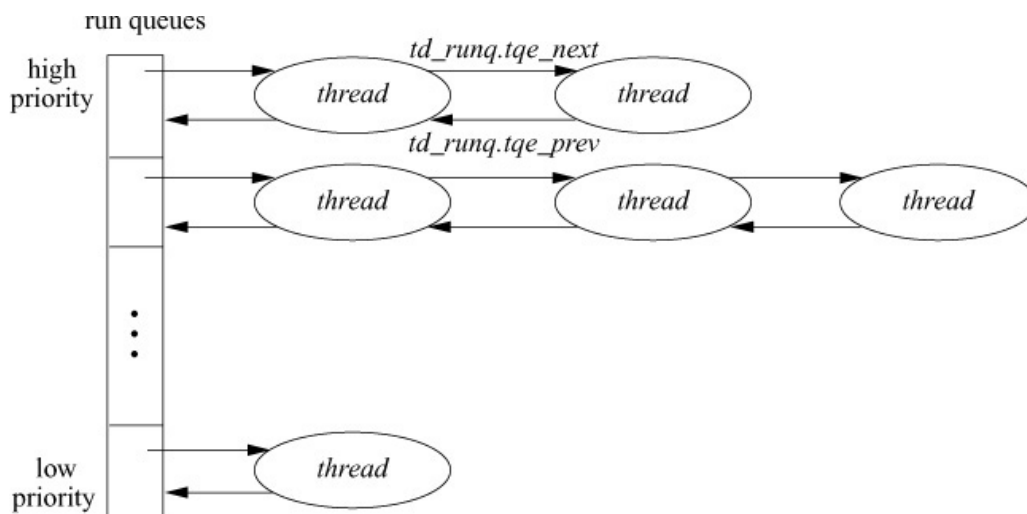 run queues
high
priority
td_runq.tqe_next
thread
thread
td_runq.tqe_prev
thread
thread
thread
low
priority
thread